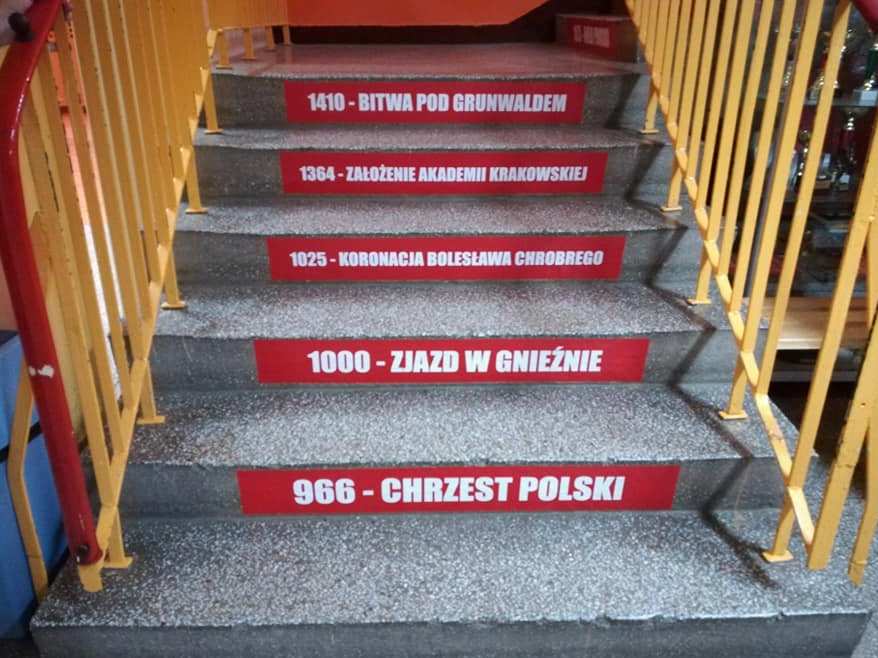 1410 - BITWA POD GRUNWALDEM
1364 - ZAŁOŻENIE AKADEMII KRAKOWSKIEJ
1025 - KORONACJA BOLESŁAWA CHROBREGO
1000 - ZJAZD W GNIEŹNIE
966 - CHRZEST POLSKI